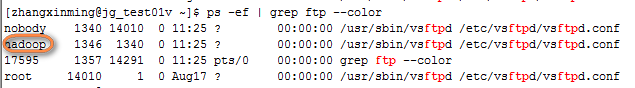 [zhangxinming@jg_test01v ~]$ ps -ef | grep ftp --color
nobody    1340 14010  0 11:25 ?        00:00:00 /usr/sbin/vsftpd /etc/vsftpd/vsftpd.conf
hadoop    1346  1340  0 11:25 ?        00:00:00 /usr/sbin/vsftpd /etc/vsftpd/vsftpd.conf
17595     1357 14291  0 11:25 pts/0    00:00:00 grep ftp --color
root     14010     1  0 Aug17 ?        00:00:00 /usr/sbin/vsftpd /etc/vsftpd/vsftpd.conf